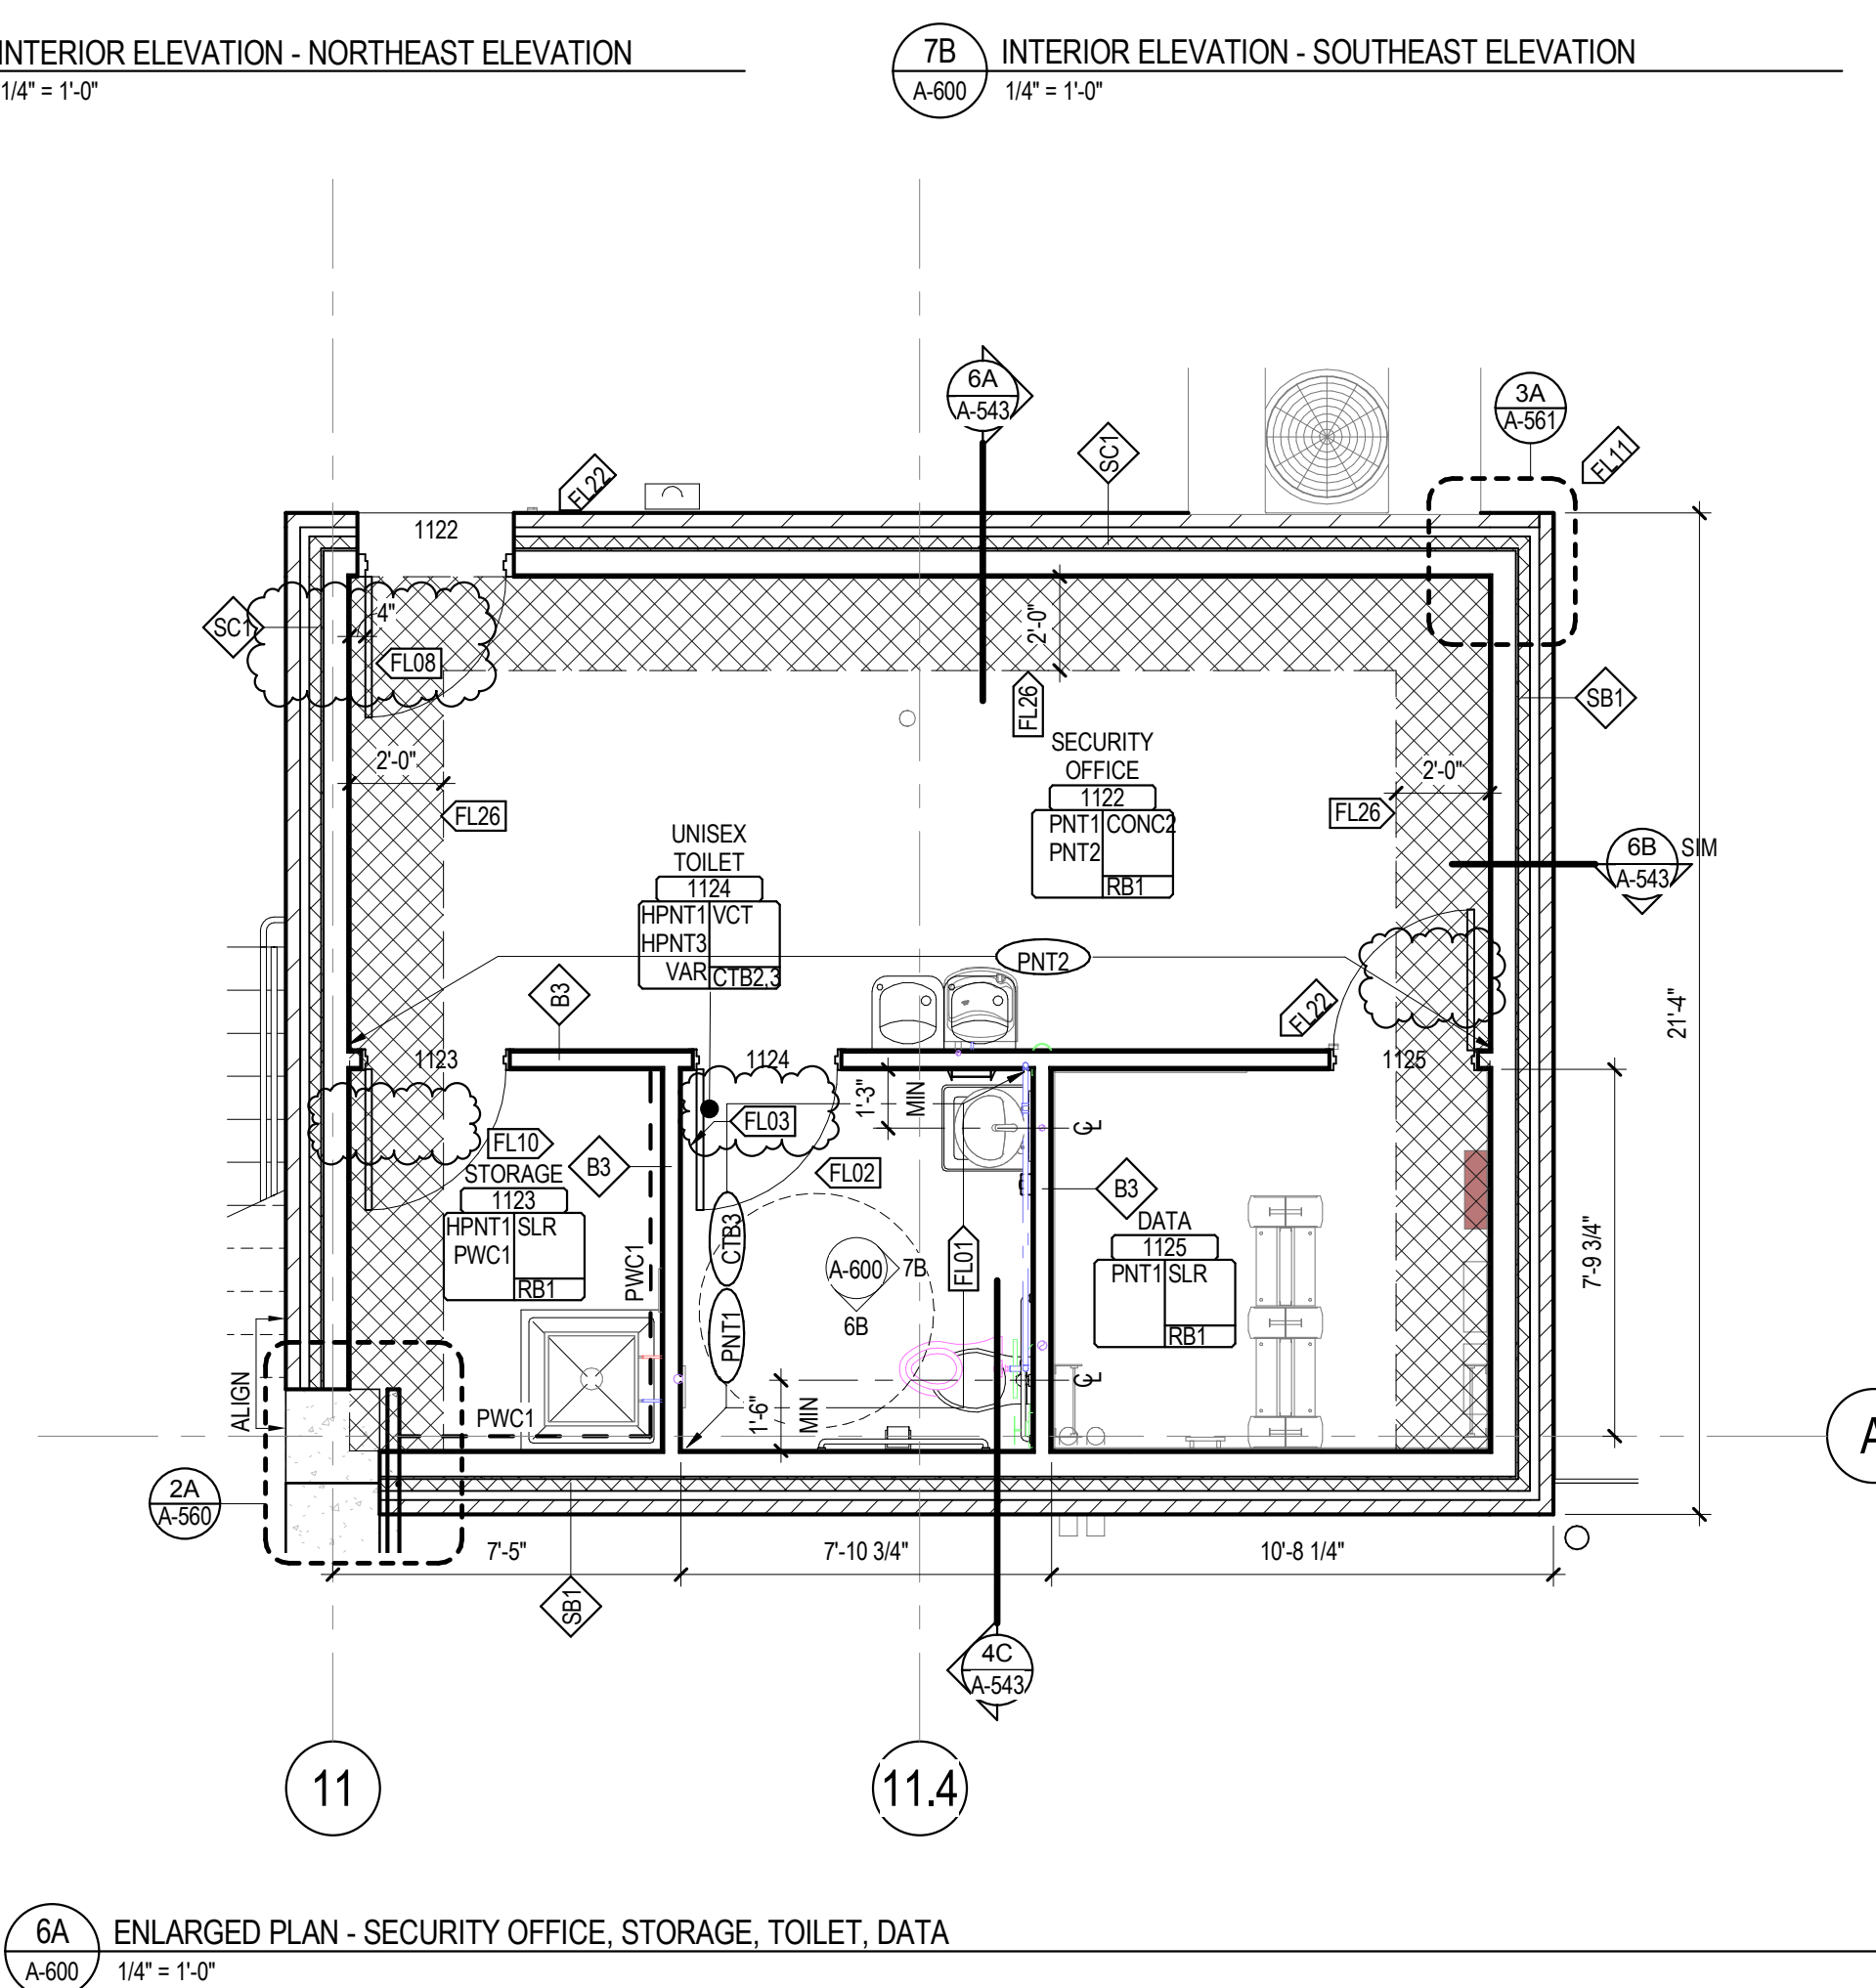 INTERIOR ELEVATION - NORTHEAST ELEVATION
1/4" = 1'-0"
7B
A-600
INTERIOR ELEVATION - SOUTHEAST ELEVATION
1/4" = 1'-0"
6A
A-543
3A
A-561
SC1
FL11
FL22
1122
SC1
4"
FL08
2'-0"
FL26
2'-0"
FL26
SECURITY
OFFICE
1122
PNT1 CONC2
PNT2
RB1
2'-0"
FL26
SB1
6B
A-543
SIM
UNISEX
TOILET
1124
HPNT1 VCT
HPNT3
VAR CTB2,3
PNT2
B3
FL22
21'-4"
1123
1124
1125
1'-3"
MIN
FL03
CL
FL10
B3
FL02
STORAGE
1123
HPNT1 SLR
PWC1
RB1
PWC1
CTB3
PNT1
A-600
7B
6B
FL01
B3
DATA
1125
PNT1 SLR
RB1
7'-9 3/4"
ALIGN
PWC1
1'-6"
MIN
CL
A
2A
A-560
7'-5"
7'-10 3/4"
10'-8 1/4"
SB1
4C
A-543
11
11.4
6A
A-600
ENLARGED PLAN - SECURITY OFFICE, STORAGE, TOILET, DATA
1/4" = 1'-0"